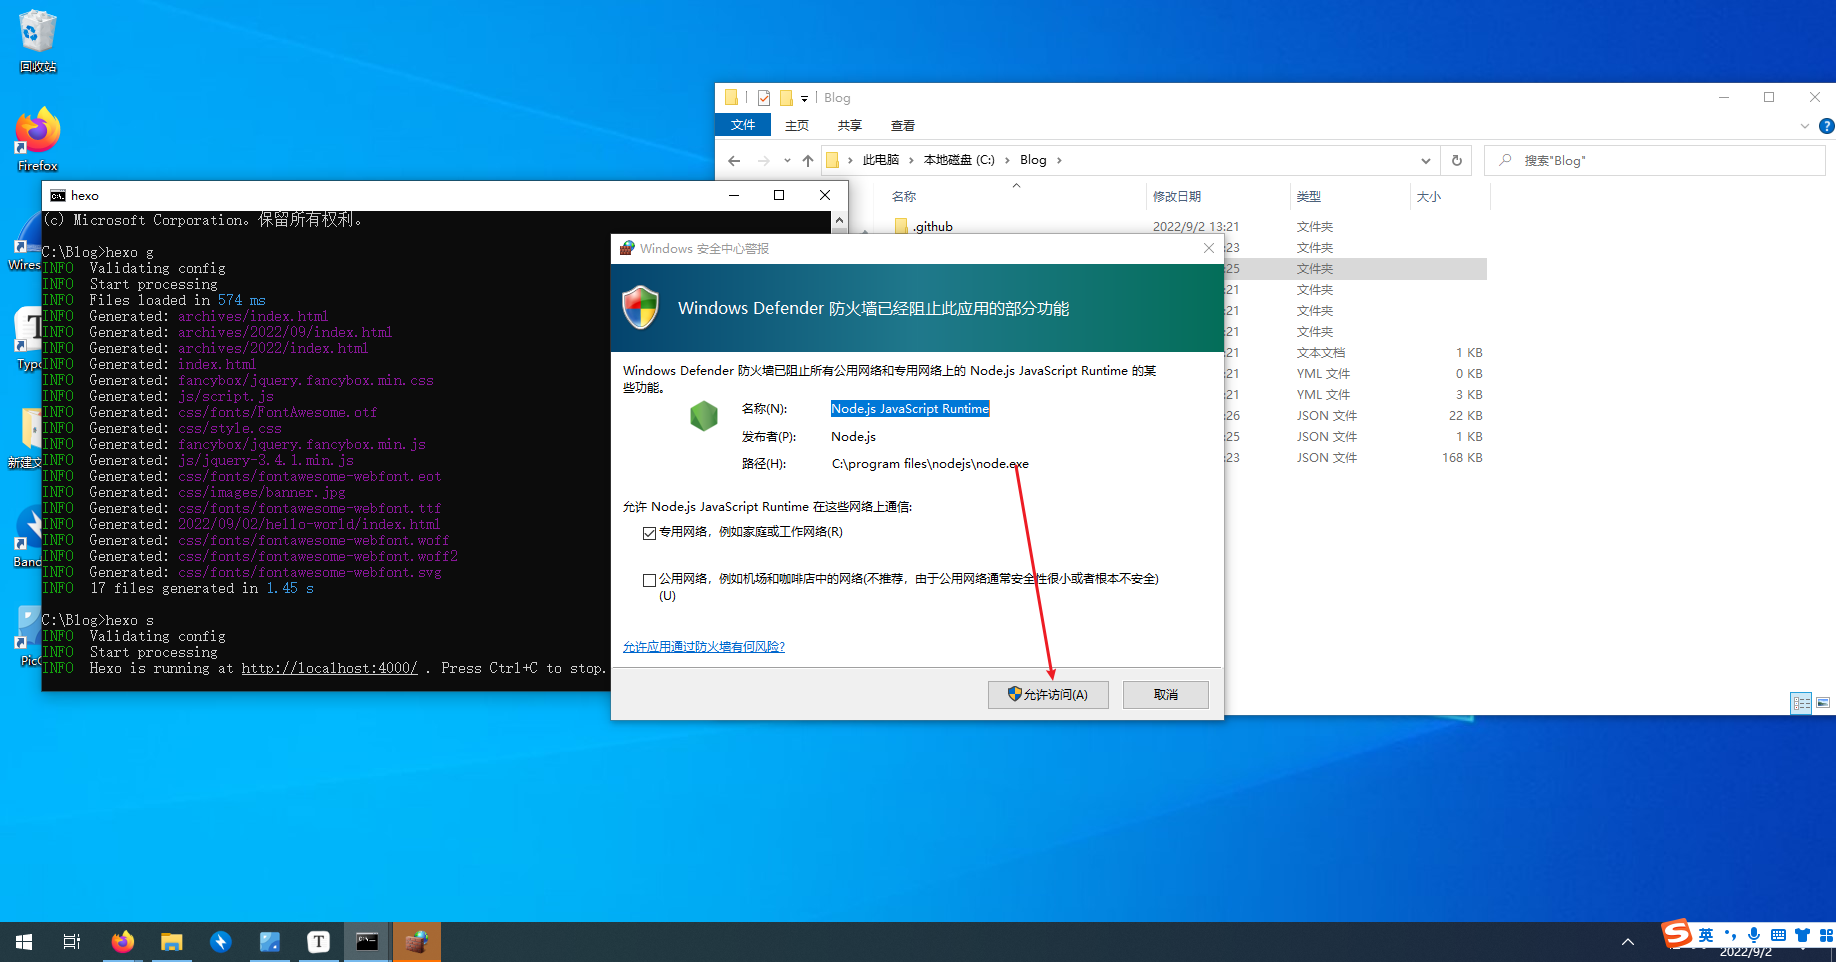 回收站
Firefox
Wires
Typo
新建文
Band
PicG
hexo
(c) Microsoft Corporation。保留所有权利。
C:\Blog>hexo g
INFO  Validating config
INFO  Start processing
INFO  Files loaded in 574 ms
INFO  Generated: archives/index.html
INFO  Generated: archives/2022/09/index.html
INFO  Generated: archives/2022/index.html
INFO  Generated: index.html
INFO  Generated: fancybox/jquery.fancybox.min.css
INFO  Generated: js/script.js
INFO  Generated: css/fonts/FontAwesome.otf
INFO  Generated: css/style.css
INFO  Generated: fancybox/jquery.fancybox.min.js
INFO  Generated: js/jquery-3.4.1.min.js
INFO  Generated: css/fonts/fontawesome-webfont.eot
INFO  Generated: css/images/banner.jpg
INFO  Generated: css/fonts/fontawesome-webfont.ttf
INFO  Generated: 2022/09/02/hello-world/index.html
INFO  Generated: css/fonts/fontawesome-webfont.woff
INFO  Generated: css/fonts/fontawesome-webfont.woff2
INFO  Generated: css/fonts/fontawesome-webfont.svg
INFO  17 files generated in 1.45 s
C:\Blog>hexo s
INFO  Validating config
INFO  Start processing
INFO  Hexo is running at http://localhost:4000/ . Press Ctrl+C to stop.
Blog
文件 主页 共享 查看
此电脑 › 本地磁盘 (C:) › Blog ›
搜索"Blog"
名称 修改日期 类型 大小
.github 2022/9/2 13:21 文件夹
:23 文件夹
:25 文件夹
:21 文件夹
:21 文件夹
:21 文件夹
:21 文本文档 1 KB
:21 YML 文件 0 KB
:21 YML 文件 3 KB
:26 JSON 文件 22 KB
:25 JSON 文件 1 KB
:23 JSON 文件 168 KB
Windows 安全中心警报
Windows Defender 防火墙已经阻止此应用的部分功能
Windows Defender 防火墙已阻止所有公用网络和专用网络上的 Node.js JavaScript Runtime 的某
些功能。
名称(N): Node.js JavaScript Runtime
发布者(P): Node.js
路径(H): C:\program files\nodejs\node.exe
允许 Node.js JavaScript Runtime 在这些网络上通信:
专用网络，例如家庭或工作网络(R)
公用网络，例如机场和咖啡店中的网络(不推荐，由于公用网络通常安全性很小或者根本不安全)
(U)
允许应用通过防火墙有何风险?
允许访问(A) 取消
英
2022/9/2